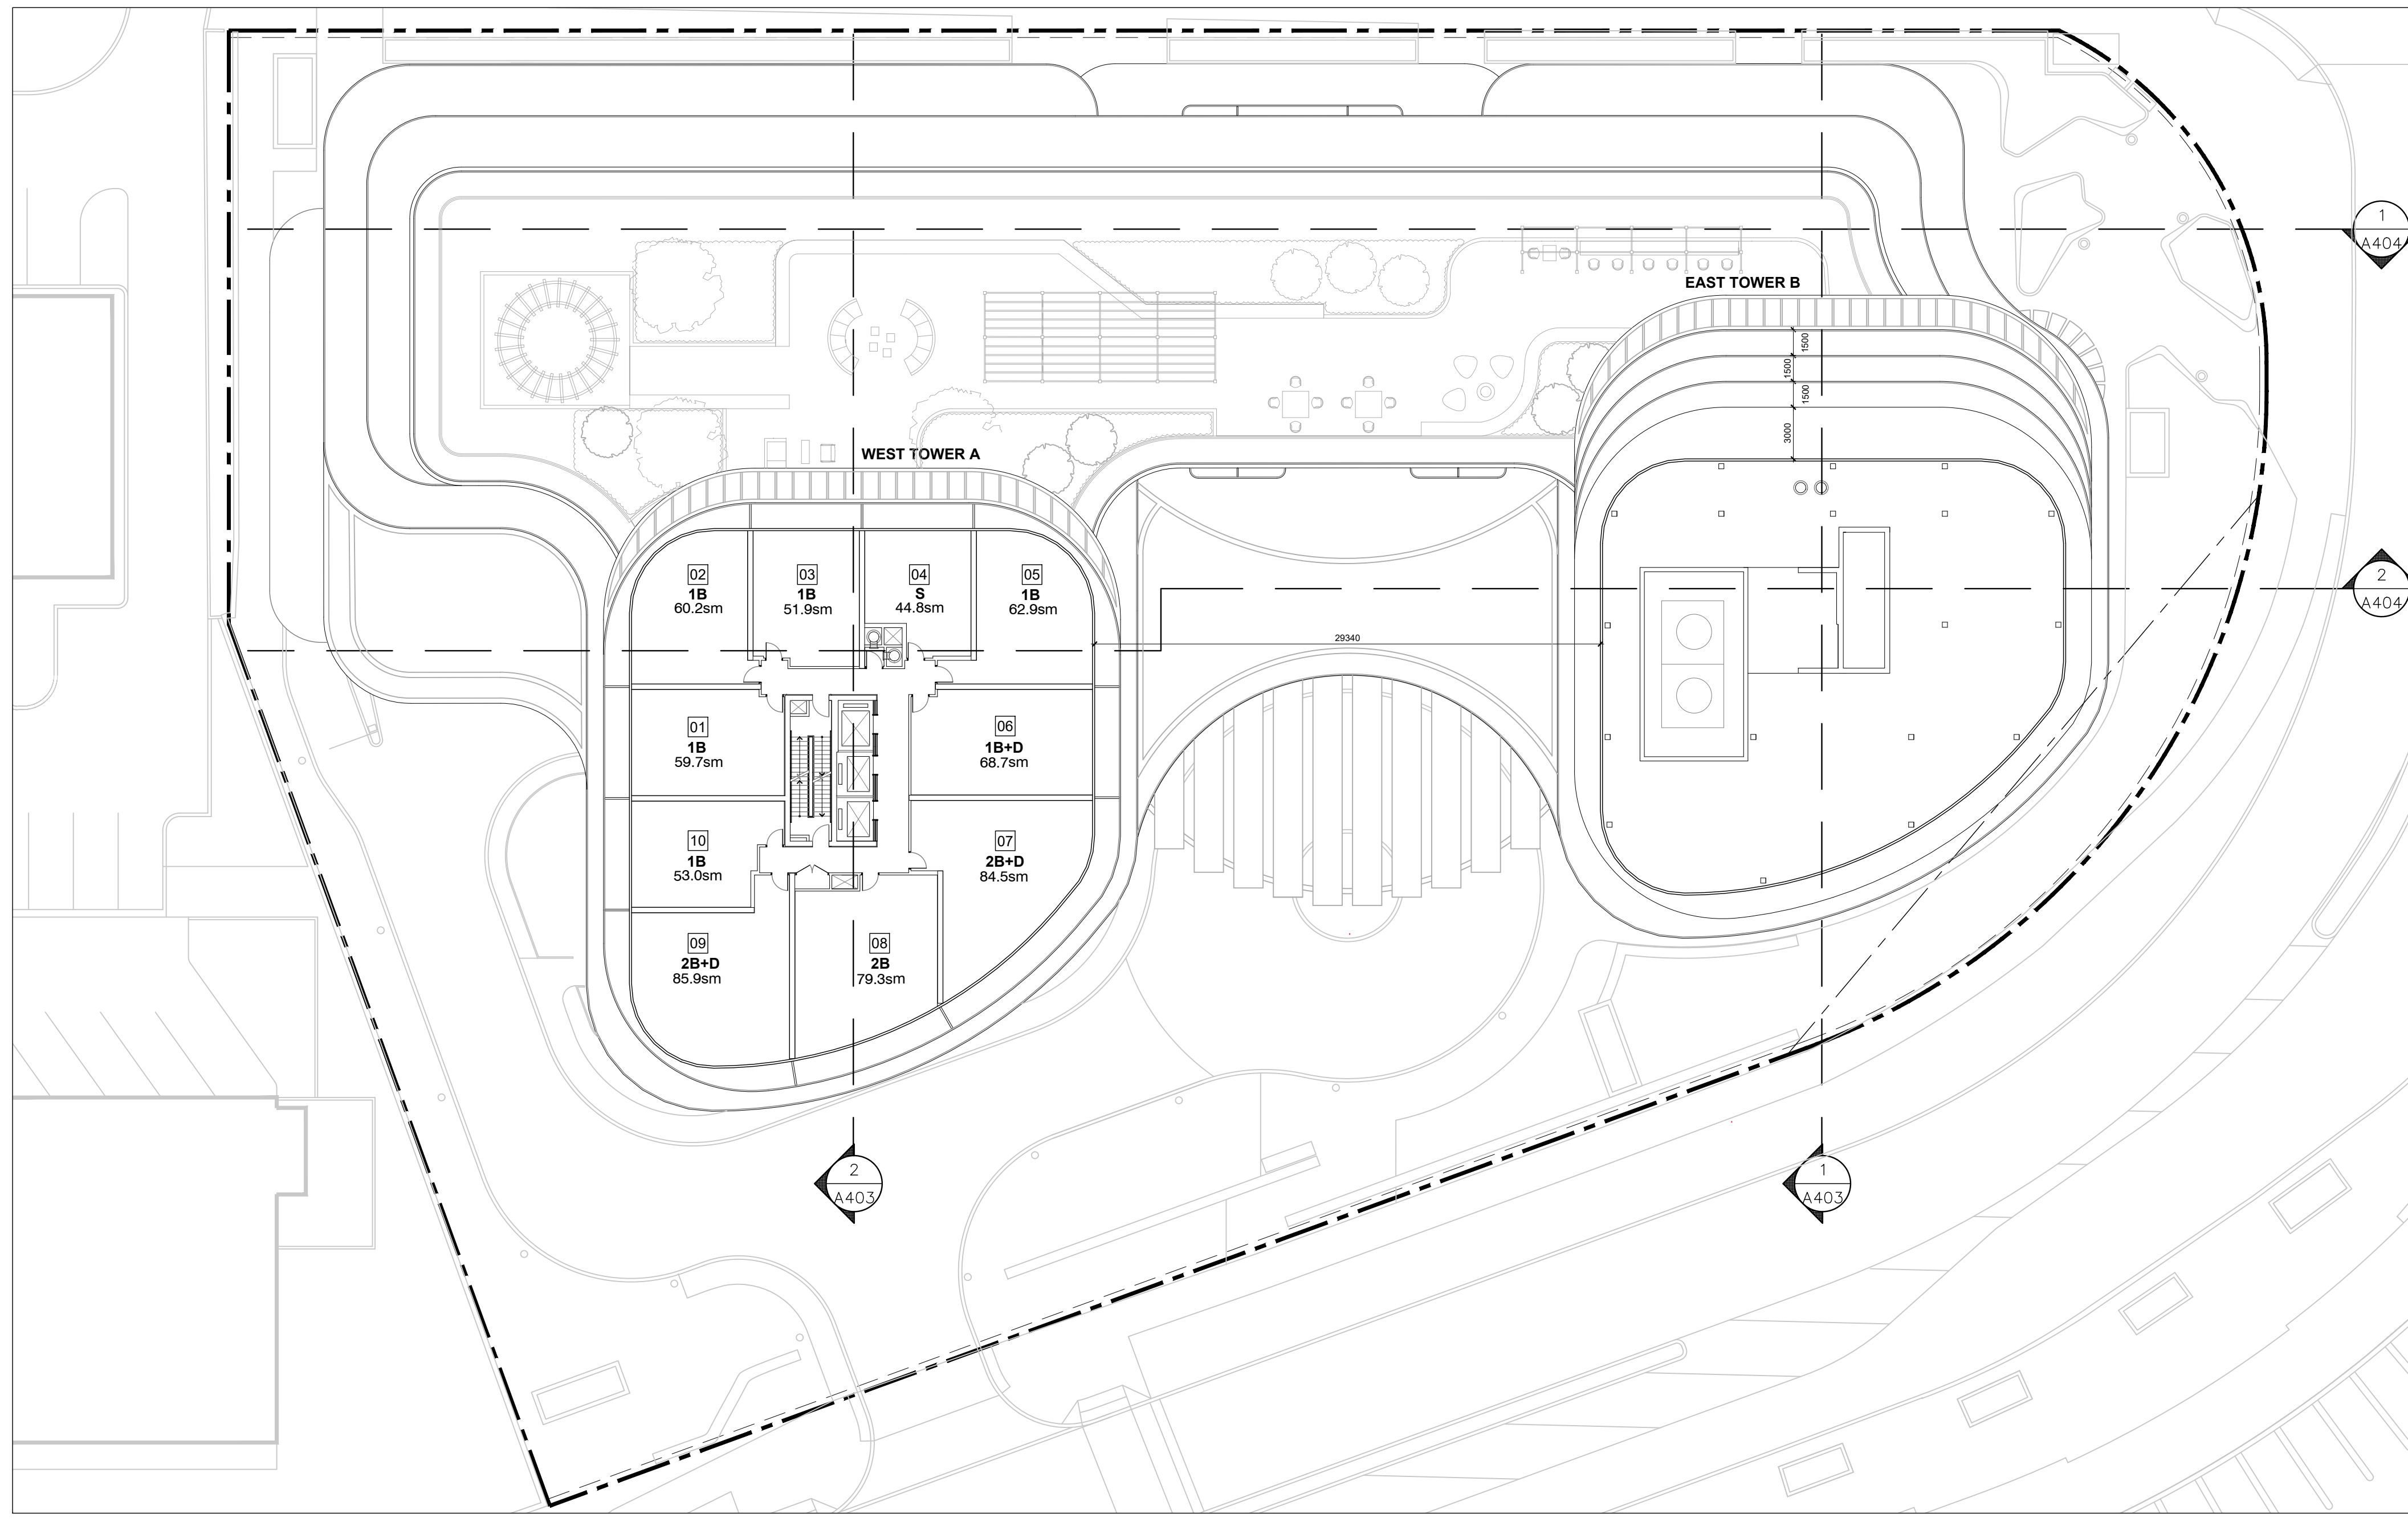 1
A404
EAST TOWER B
1500
1500
1500
3000
WEST TOWER A
02
1B
60.2sm
03
1B
51.9sm
04
S
44.8sm
05
1B
62.9sm
2
A404
29340
01
1B
59.7sm
06
1B+D
68.7sm
10
1B
53.0sm
07
2B+D
84.5sm
09
2B+D
85.9sm
08
2B
79.3sm
2
A403
1
A403